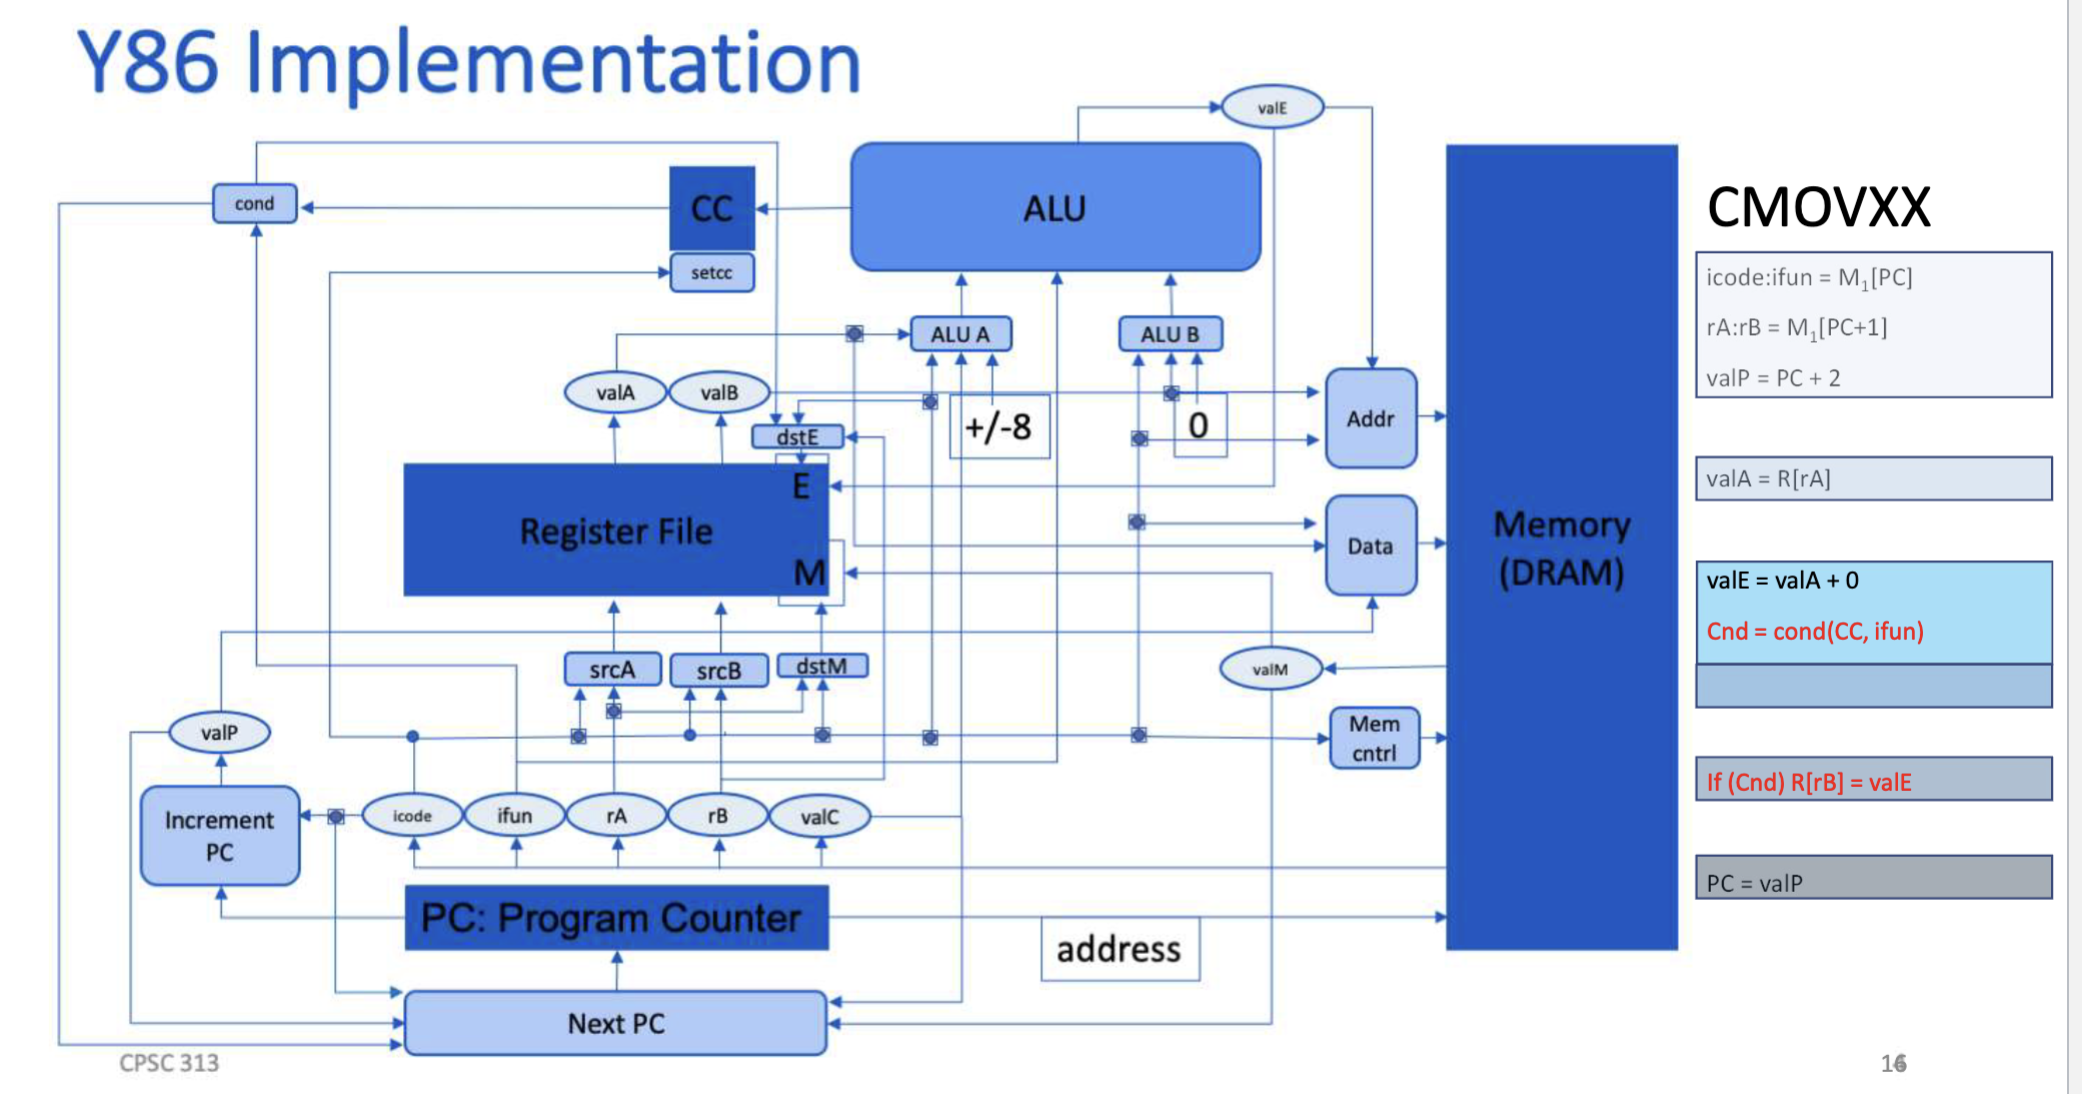 Y86 Implementation
valE
cond
CC
ALU
setcc
ALU A
ALU B
valA
valB
dstE
+/-8
0
Addr
E
Register File
M
Data
Memory
(DRAM)
srcA
srcB
dstM
valM
valP
Mem
cntrl
Increment
PC
icode
ifun
rA
rB
valC
PC: Program Counter
address
Next PC
CMOVXX
icode:ifun = M₁[PC]
rA:rB = M₁[PC+1]
valP = PC + 2
valA = R[rA]
valE = valA + 0
Cnd = cond(CC, ifun)
If (Cnd) R[rB] = valE
PC = valP
CPSC 313